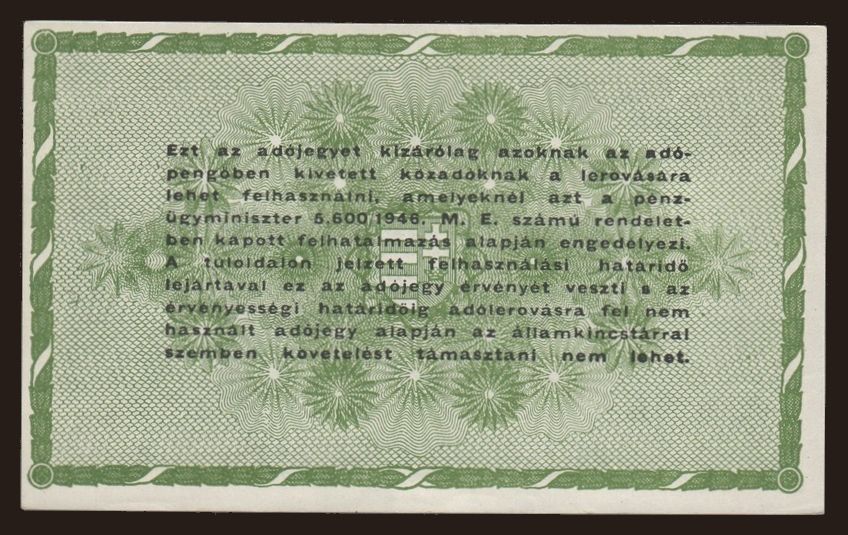 Ezt az adójegyet kizárólag azoknak az adó-
pengőben kivetett közadóknak a lerovására
lehet felhasználni, amelyeknél azt a pénz-
ügyminiszter 5.600/1946. M. E. számú rendelet-
ben kapott felhatalmazás alapján engedélyezi.
A túloldalon jelzett felhasználási határidő
lejártával ez az adójegy érvényét veszti s az
érvényességi határidőig adólerovásra fel nem
használt adójegy alapján az államkincstárral
szemben követelést támasztani nem lehet.